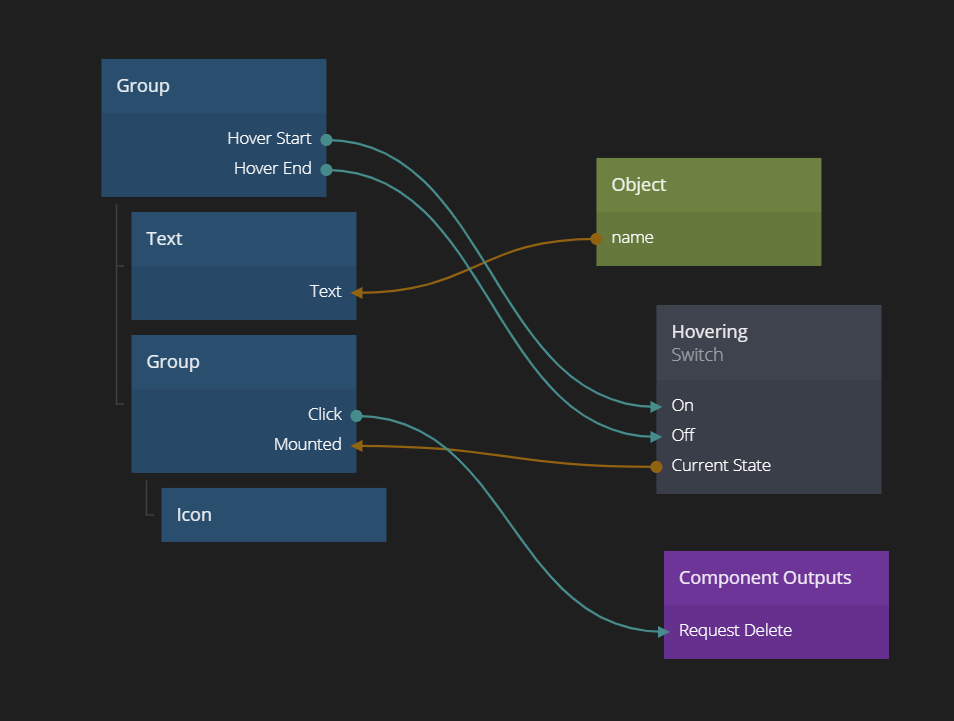 Group
Hover Start
Hover End
Text
Text
Group
Click
Mounted
Icon
Object
name
Hovering
Switch
On
Off
Current State
Component Outputs
Request Delete